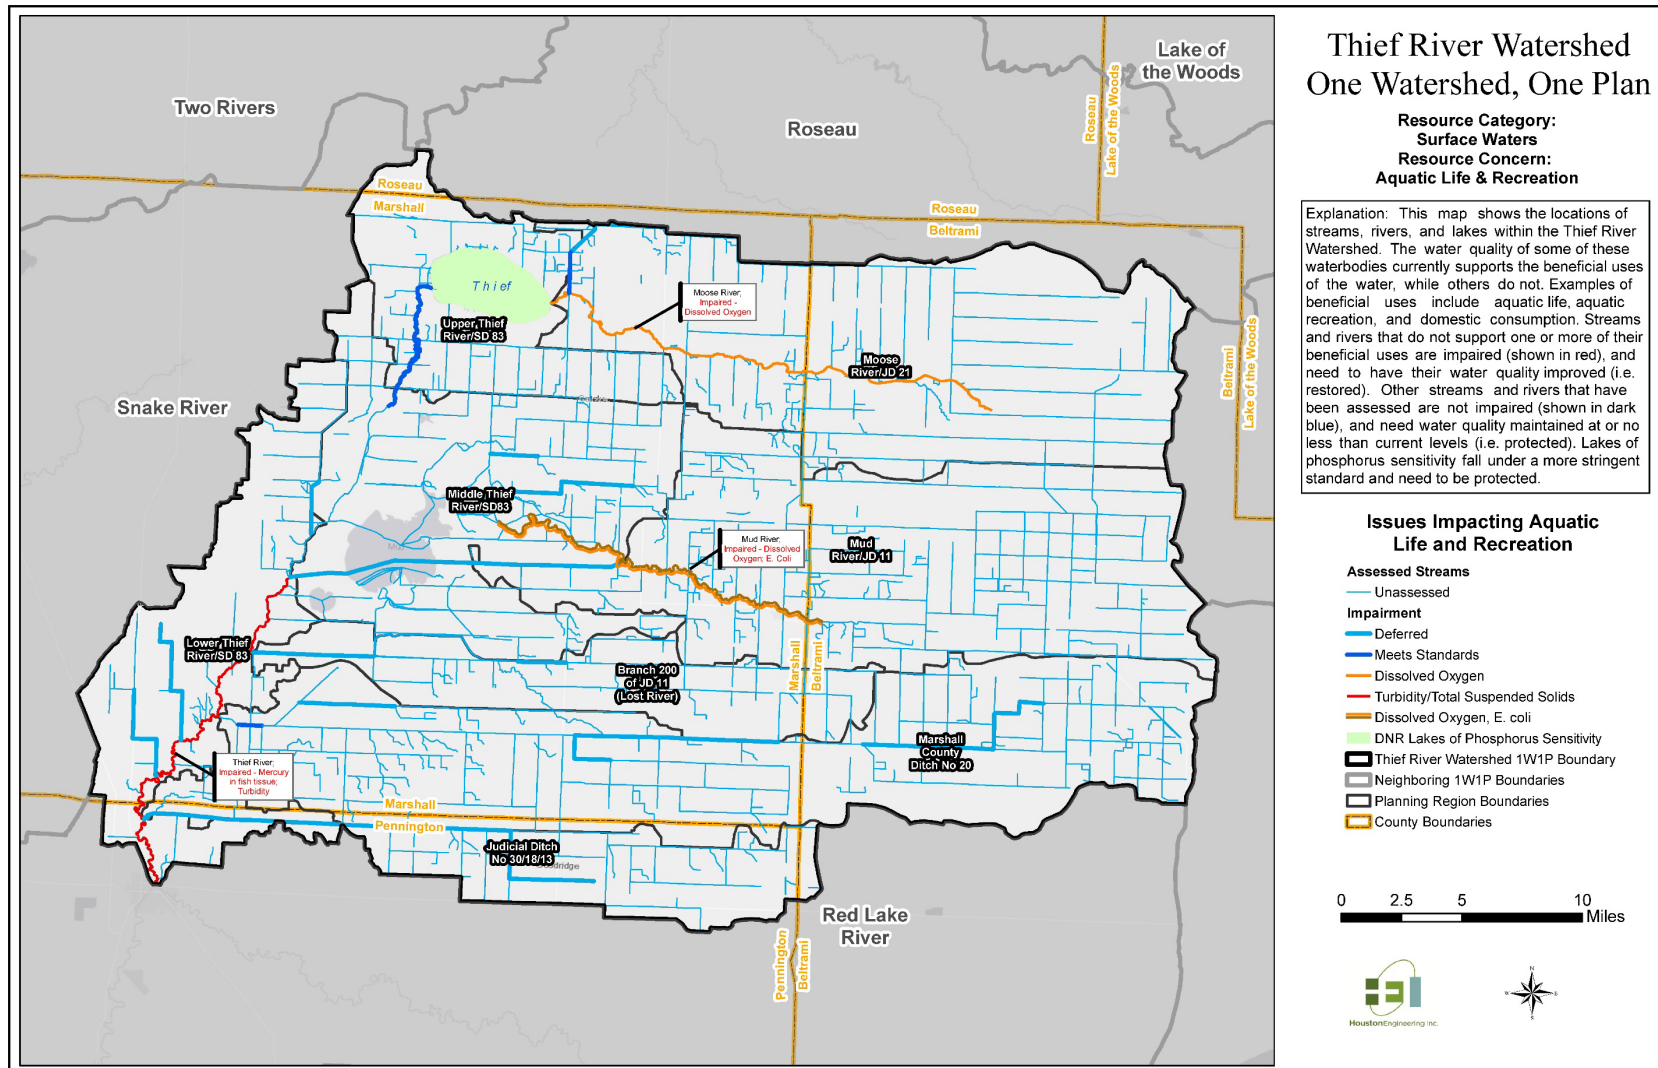 Thief River Watershed
One Watershed, One Plan
Resource Category:
Surface Waters
Resource Concern:
Aquatic Life & Recreation
Explanation: This map shows the locations of
streams, rivers, and lakes within the Thief River
Watershed. The water quality of some of these
waterbodies currently supports the beneficial uses
of the water, while others do not. Examples of
beneficial uses include aquatic life, aquatic
recreation, and domestic consumption. Streams
and rivers that do not support one or more of their
beneficial uses are impaired (shown in red), and
need to have their water quality improved (i.e.
restored). Other streams and rivers that have
been assessed are not impaired (shown in dark
blue), and need water quality maintained at or no
less than current levels (i.e. protected). Lakes of
phosphorus sensitivity fall under a more stringent
standard and need to be protected.
Issues Impacting Aquatic
Life and Recreation
Assessed Streams
Unassessed
Impairment
Deferred
Meets Standards
Dissolved Oxygen
Turbidity/Total Suspended Solids
Dissolved Oxygen, E. coli
DNR Lakes of Phosphorus Sensitivity
Thief River Watershed 1W1P Boundary
Neighboring 1W1P Boundaries
Planning Region Boundaries
County Boundaries
0 2.5 5 10
Miles
HoustonEngineering Inc.
N
W E
S
Lake of
the Woods
Two Rivers
Roseau
Roseau
Lake of the Woods
Roseau
Marshall
Roseau
Beltrami
Thief
Upper Thief
River/SD 83
Moose River;
Impaired -
Dissolved Oxygen
Moose
River/JD 21
Beltrami
Lake of the Woods
Snake River
Middle Thief
River/SD83
Mud
Mud River;
Impaired - Dissolved
Oxygen; E. Coli
Mud
River/JD 11
Lower Thief
River/SD 83
Branch 200
of JD 11
(Lost River)
Marshall
Beltrami
Marshall
County
Ditch No 20
Thief River;
Impaired - Mercury
in fish tissue;
Turbidity
Marshall
Pennington
Judicial Ditch
No 30/18/13
Red Lake
River
Pennington
Beltrami